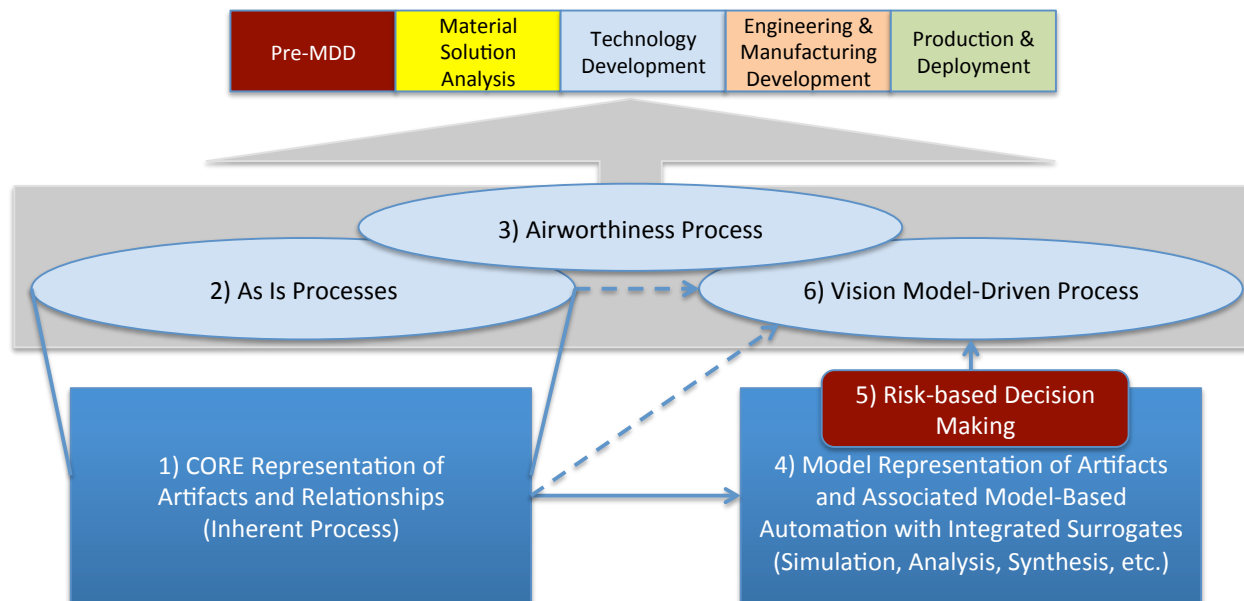 Pre-MDD
Material
Solution
Analysis
Technology
Development
Engineering &
Manufacturing
Development
Production &
Deployment
3) Airworthiness Process
2) As Is Processes
6) Vision Model-Driven Process
5) Risk-based Decision
Making
1) CORE Representation of
Artifacts and Relationships
(Inherent Process)
4) Model Representation of Artifacts
and Associated Model-Based
Automation with Integrated Surrogates
(Simulation, Analysis, Synthesis, etc.)